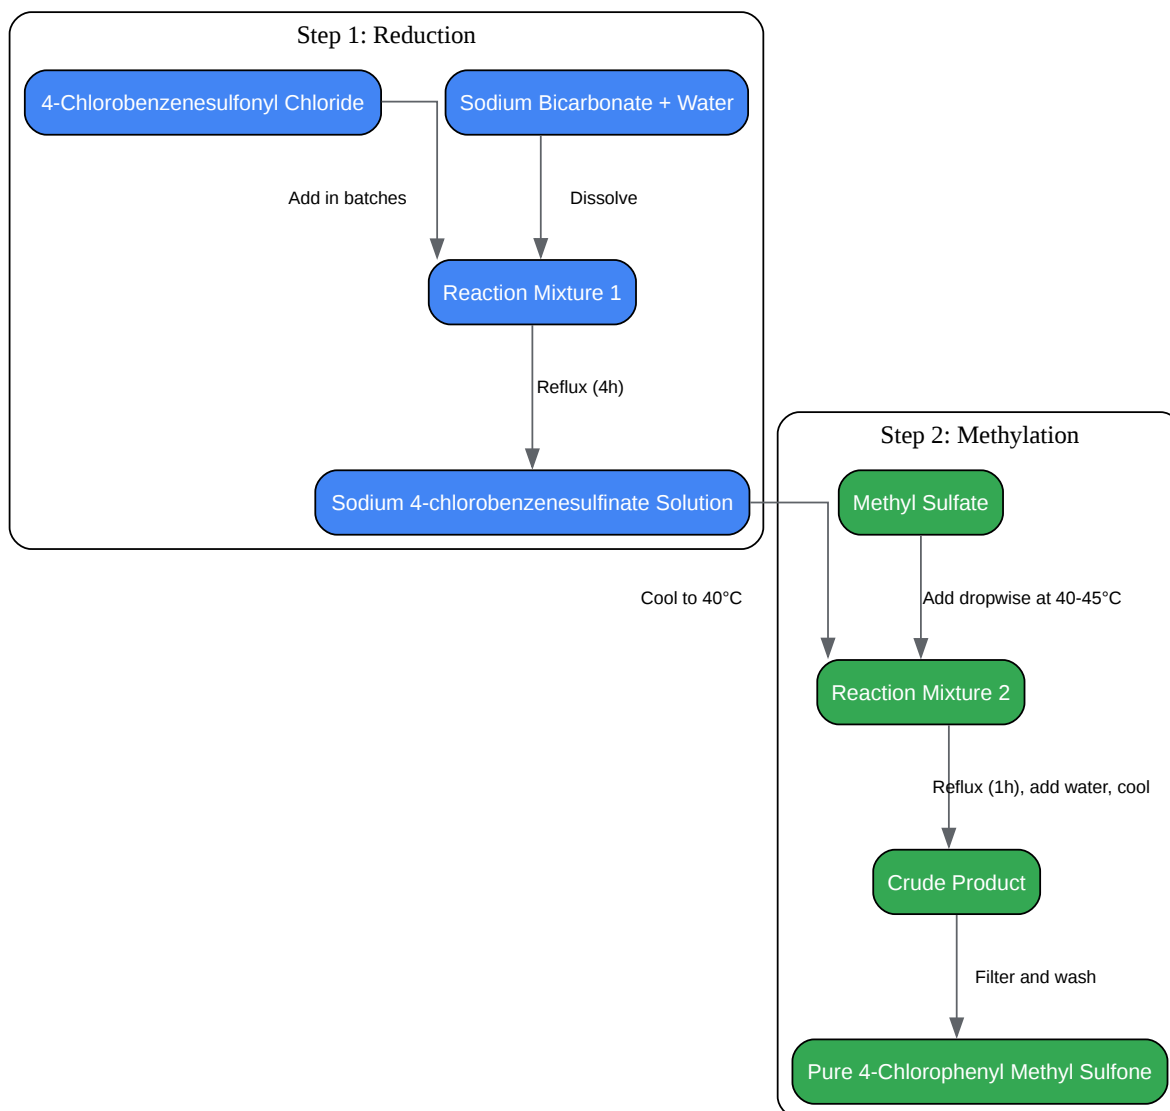 Step 1: Reduction
4-Chlorobenzenesulfonyl Chloride
Sodium Bicarbonate + Water
Add in batches
Dissolve
Reaction Mixture 1
Reflux (4h)
Sodium 4-chlorobenzenesulfinate Solution
Step 2: Methylation
Methyl Sulfate
Cool to 40°C
Add dropwise at 40-45°C
Reaction Mixture 2
Reflux (1h), add water, cool
Crude Product
Filter and wash
Pure 4-Chlorophenyl Methyl Sulfone